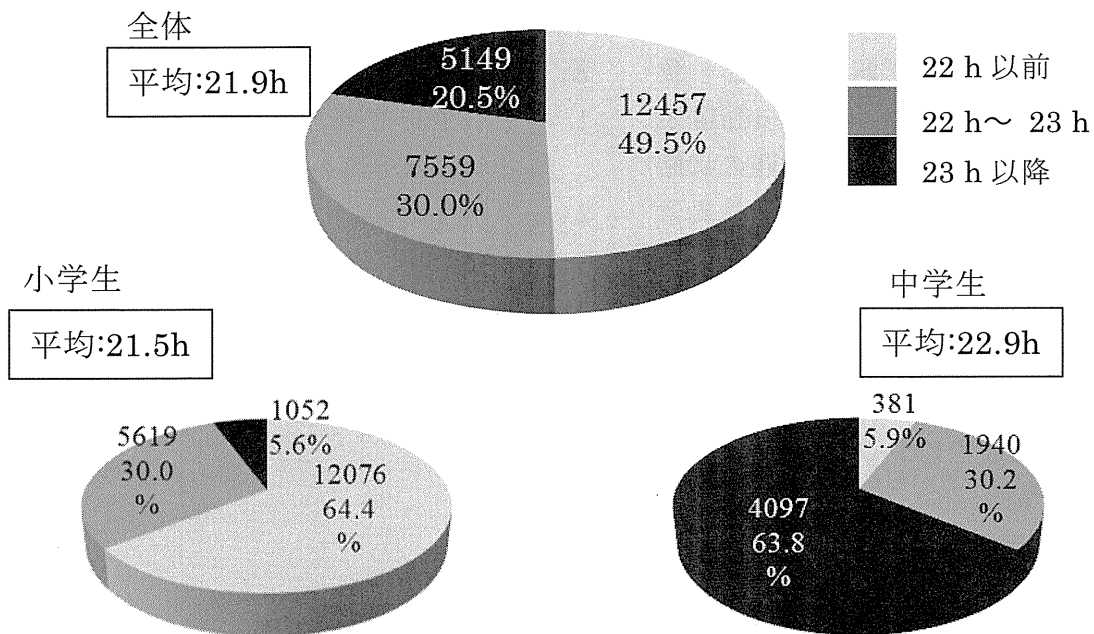 全体
平均:21.9h
5149
20.5%
12457
49.5%
7559
30.0%
22 h 以前
22 h～ 23 h
23 h 以降
小学生
平均:21.5h
1052
5.6%
5619
30.0
%
12076
64.4
%
中学生
平均:22.9h
381
5.9%
1940
30.2
%
4097
63.8
%